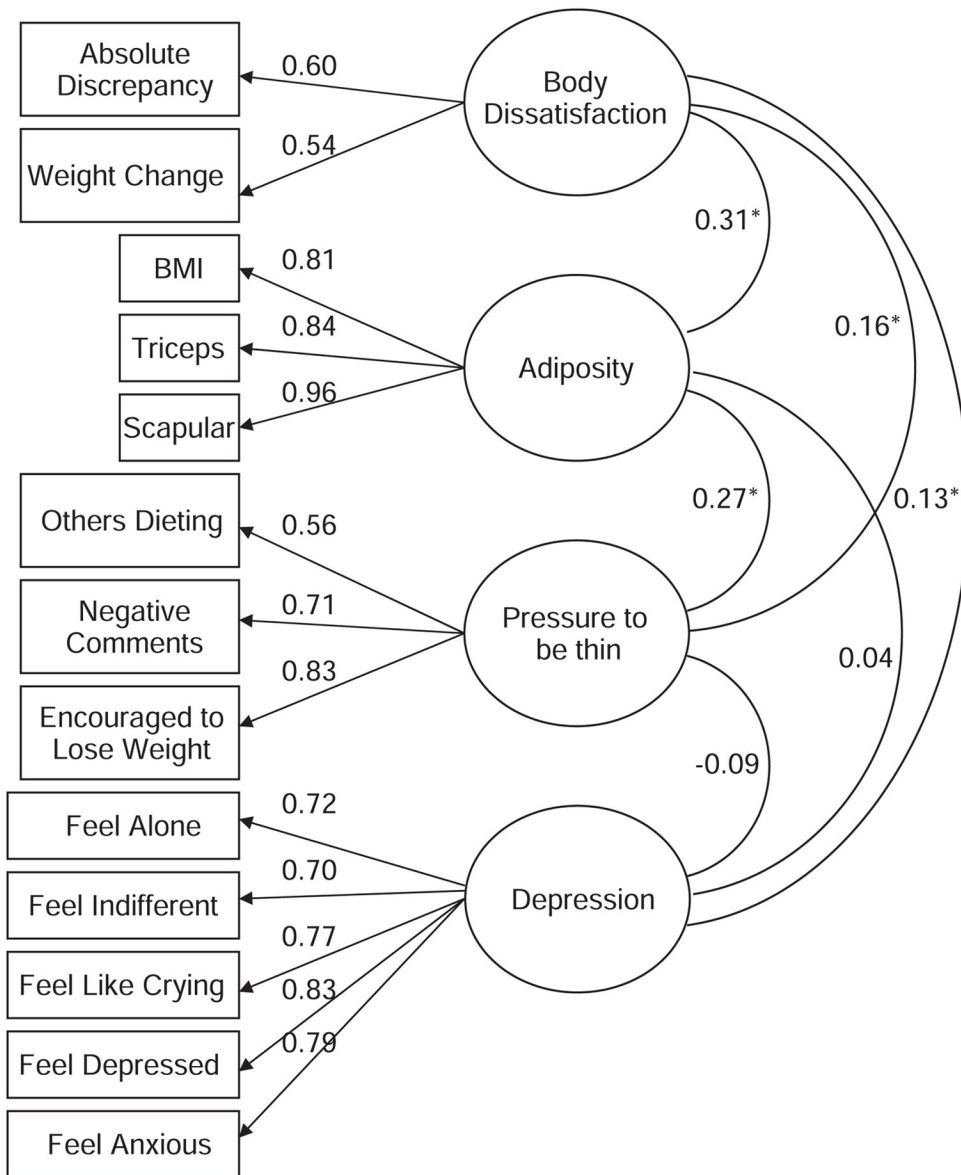 Absolute
Discrepancy
0.60
Body
Dissatisfaction
Weight Change
0.54
0.31*
BMI
0.81
Triceps
0.84
Adiposity
0.16*
Scapular
0.96
Others Dieting
0.56
0.27*
0.13*
Negative
Comments
0.71
Pressure to
be thin
0.04
Encouraged to
Lose Weight
0.83
-0.09
Feel Alone
0.72
Feel Indifferent
0.70
Depression
Feel Like Crying
0.77
Feel Depressed
0.83
Feel Anxious
0.79